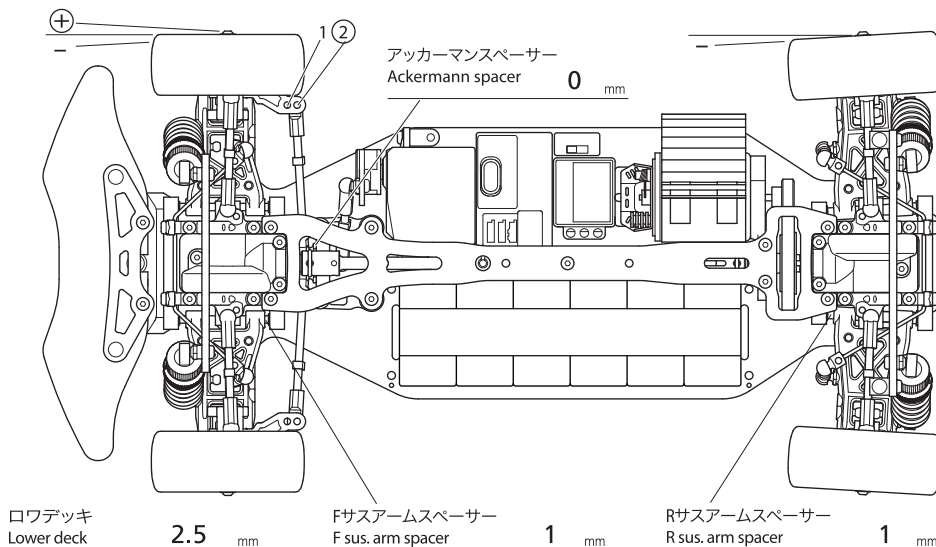 +
−
1 2
−
アッカーマンスペーサー
Ackermann spacer 0 mm
ロワデッキ
Lower deck 2.5 mm
Fサスアームスペーサー
F sus. arm spacer 1 mm
Rサスアームスペーサー
R sus. arm spacer 1 mm